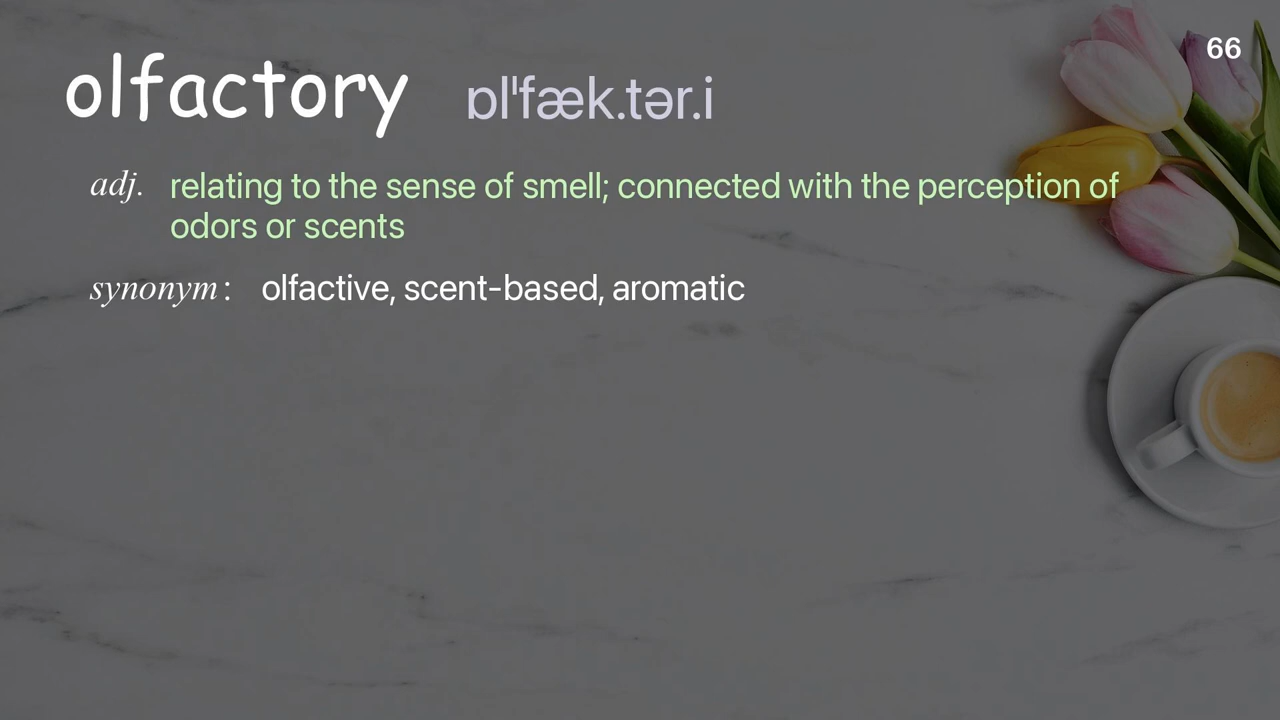 66
olfactory ɒlˈfæk.tər.i
adj. relating to the sense of smell; connected with the perception of
odors or scents
synonym : olfactive, scent-based, aromatic